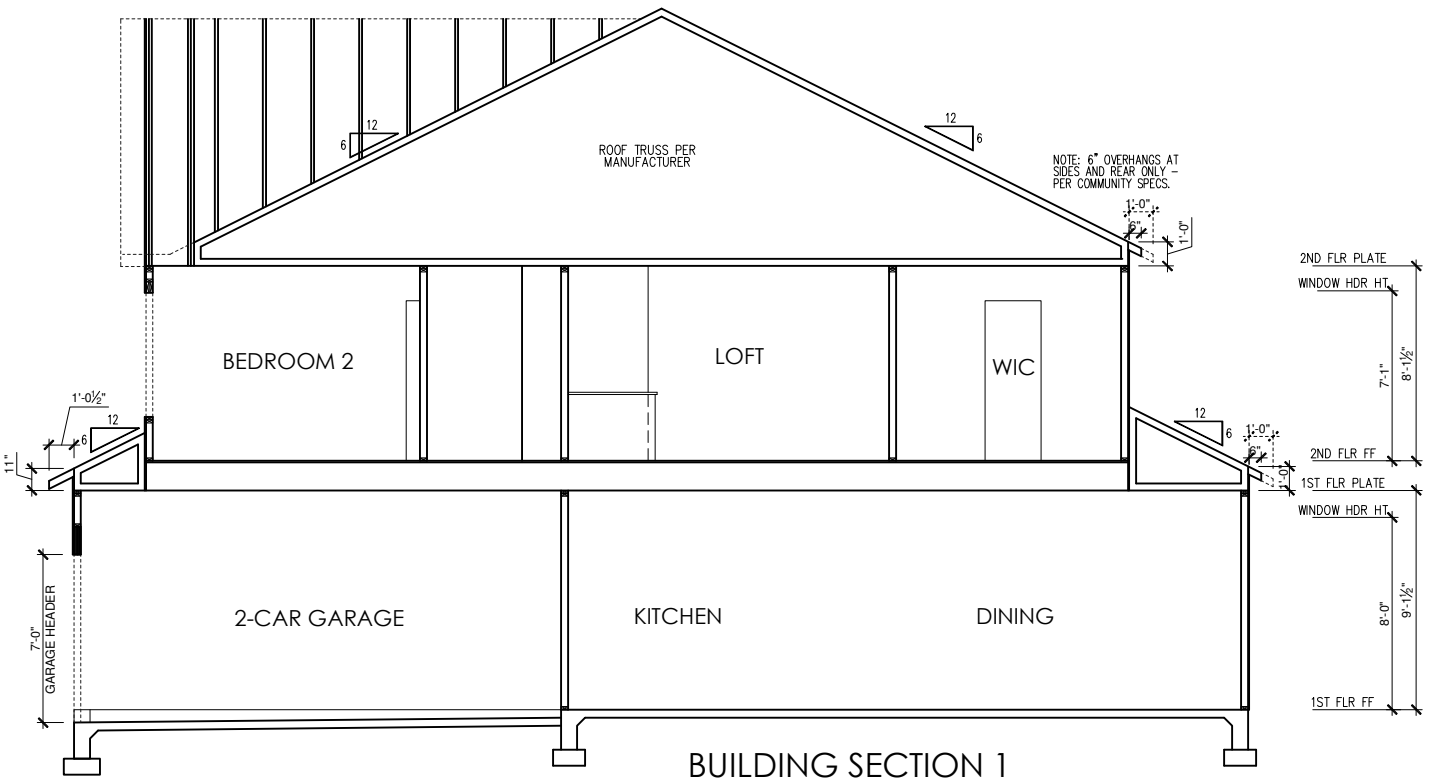 12
6
ROOF TRUSS PER
MANUFACTURER
12
6
NOTE: 6" OVERHANGS AT
SIDES AND REAR ONLY –
PER COMMUNITY SPECS.
1'-0"
6"
1'-0"
2ND FLR PLATE
WINDOW HDR HT
BEDROOM 2
LOFT
WIC
7'-1"
8'-1½"
1'-0½"
12
6
11"
12
6
1'-0"
6"
1'-0"
2ND FLR FF
1ST FLR PLATE
WINDOW HDR HT
7'-0"
GARAGE HEADER
2-CAR GARAGE
KITCHEN
DINING
8'-0"
9'-1½"
1ST FLR FF
BUILDING SECTION 1